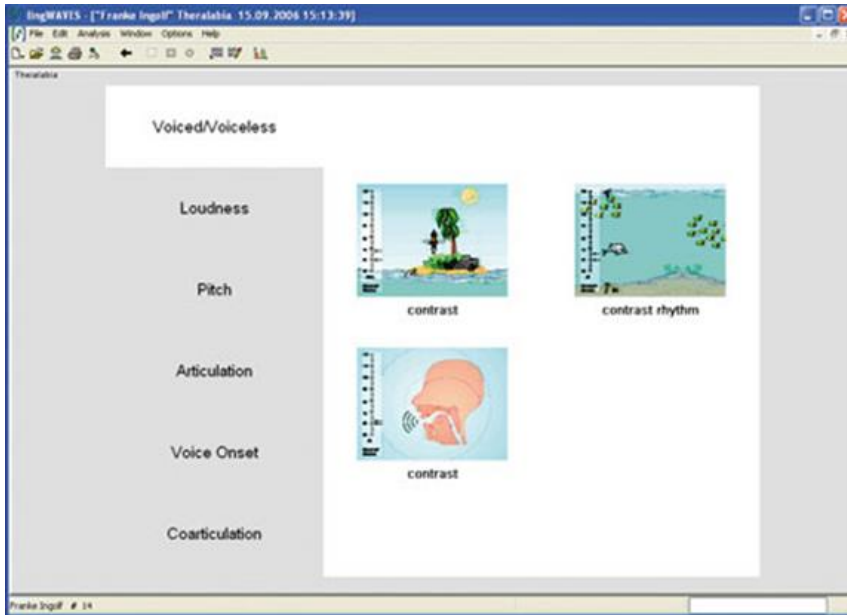 lingWAVES - ["Franke Ingolf" Theralabia 15.09.2006 15:13:39]
File Edit Analysis Window Options Help
Theralabia
Voiced/Voiceless
Loudness
Pitch
Articulation
Voice Onset
Coarticulation
contrast
contrast rhythm
contrast
Franke Ingolf # 14